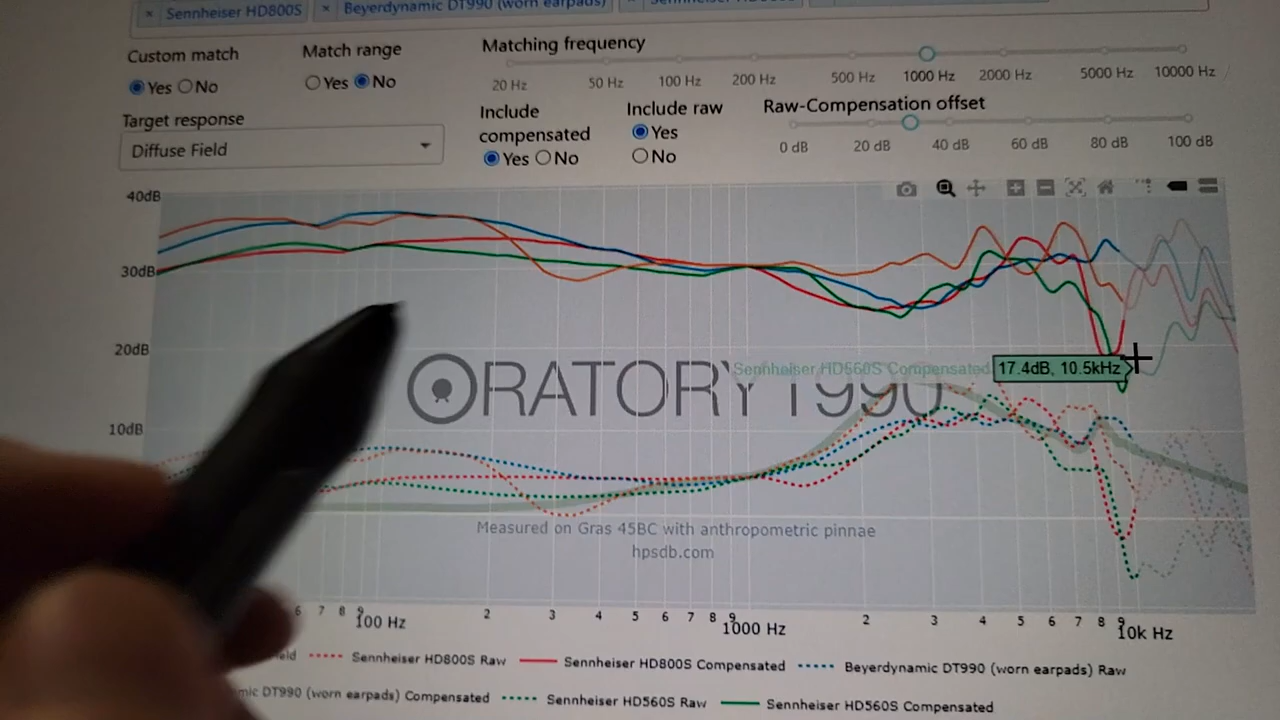 × Sennheiser HD800S × Beyerdynamic DT990 (worn earpads)
Custom match Match range Matching frequency
Yes No Yes No
20 Hz 50 Hz 100 Hz 200 Hz 500 Hz 1000 Hz 2000 Hz 5000 Hz 10000 Hz
Target response Include compensated Include raw Raw-Compensation offset
Diffuse Field Yes No Yes No
0 dB 20 dB 40 dB 60 dB 80 dB 100 dB
40dB
30dB
20dB
ORATORY1990
Sennheiser HD560S Compensated 17.4dB, 10.5kHz
10dB
Measured on Gras 45BC with anthropometric pinnae
hpsdb.com
6 7 8 9 100 Hz 2 3 4 5 6 7 8 9 1000 Hz 2 3 4 5 6 7 8 9 10k Hz
Sennheiser HD800S Raw Sennheiser HD800S Compensated Beyerdynamic DT990 (worn earpads) Raw
DT990 (worn earpads) Compensated Sennheiser HD560S Raw Sennheiser HD560S Compensated